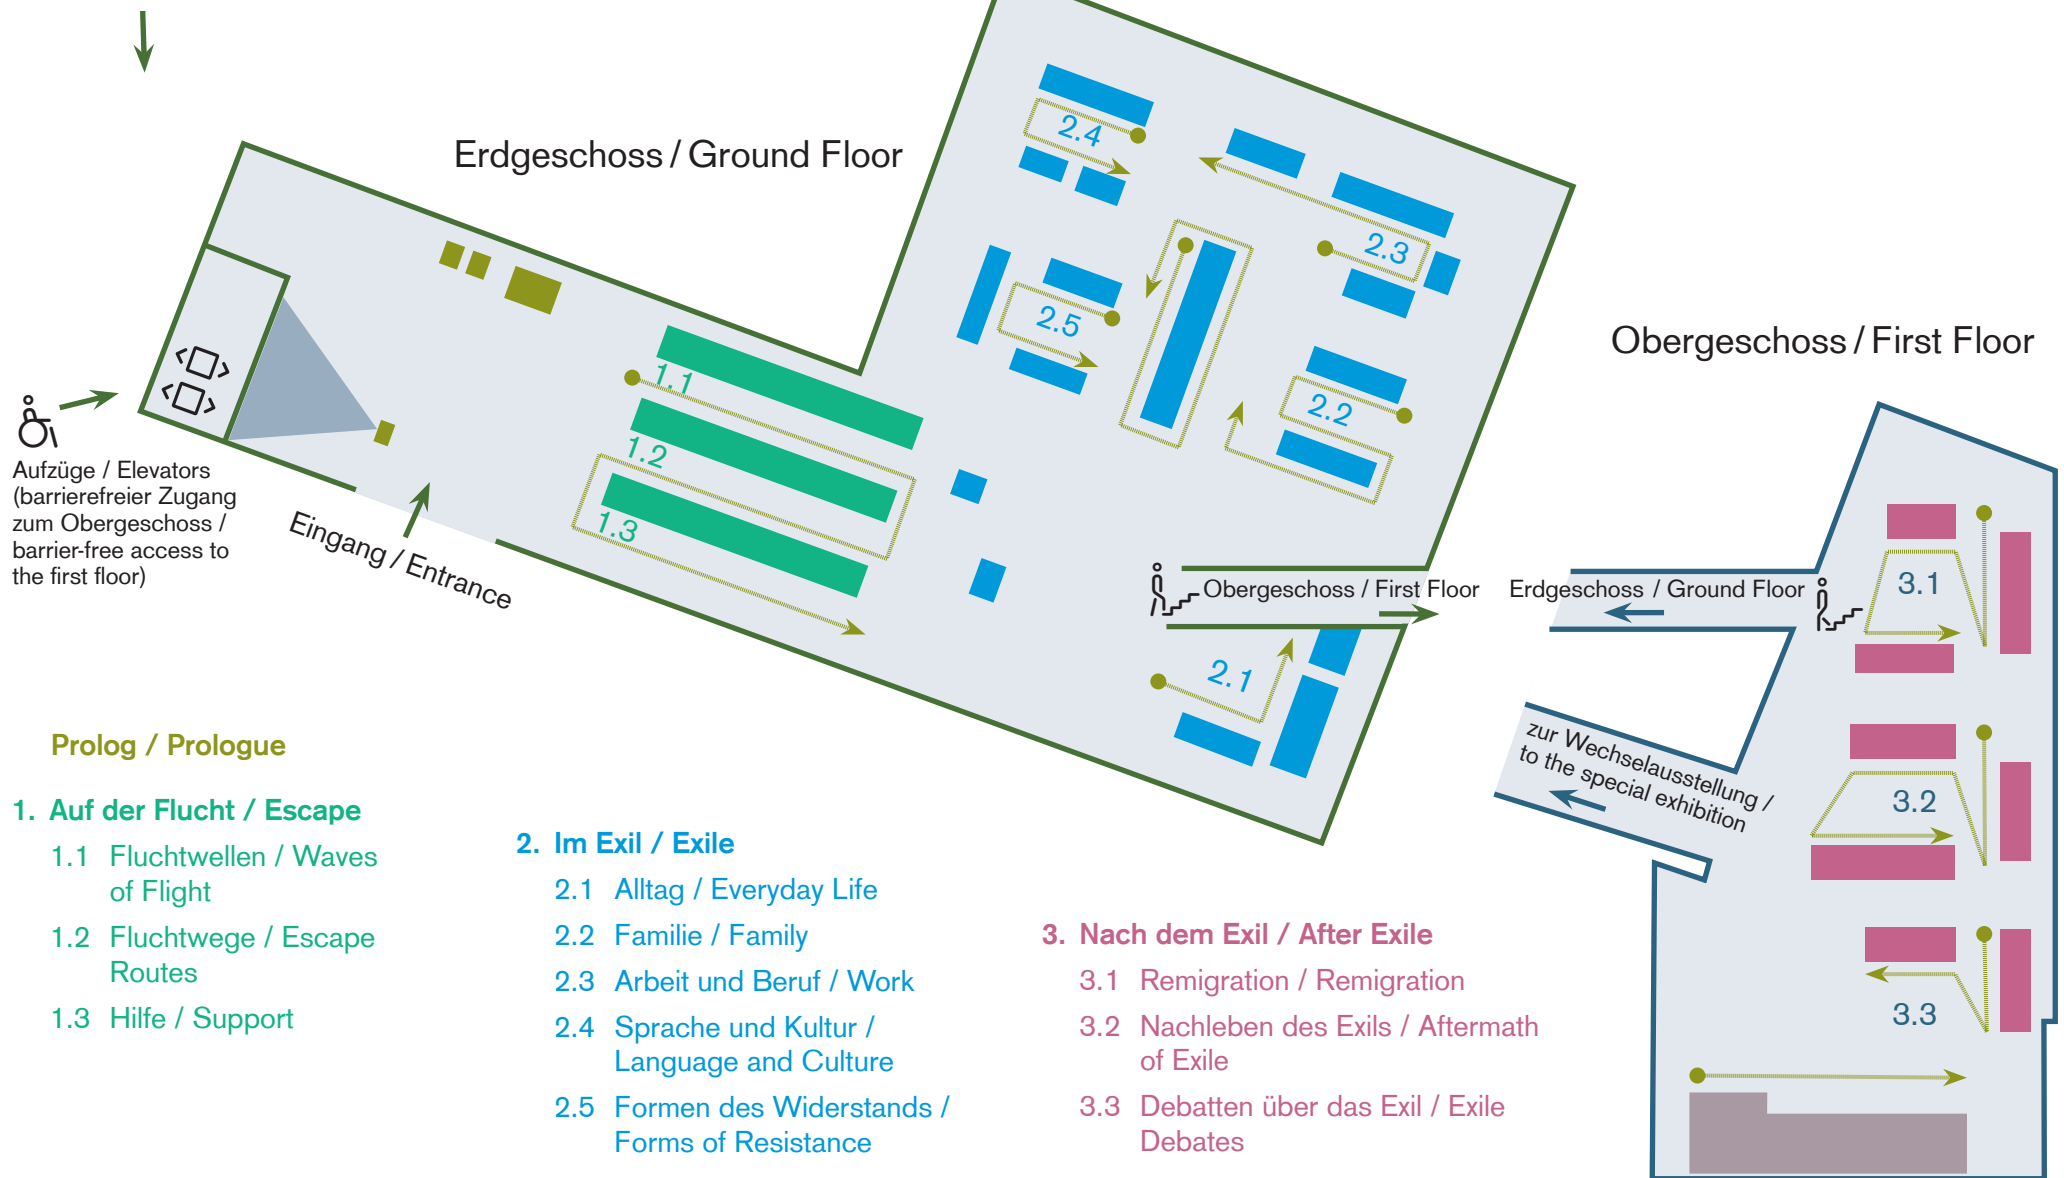 Erdgeschoss / Ground Floor
2.4
2.3
2.5
2.2
1.1
1.2
1.3
2.1
Aufzüge / Elevators
(barrierefreier Zugang
zum Obergeschoss /
barrier-free access to
the first floor)
Eingang / Entrance
Obergeschoss / First Floor
Obergeschoss / First Floor
Erdgeschoss / Ground Floor
3.1
zur Wechselausstellung /
to the special exhibition
3.2
3.3
Prolog / Prologue
1. Auf der Flucht / Escape
1.1 Fluchtwellen / Waves
of Flight
1.2 Fluchtwege / Escape
Routes
1.3 Hilfe / Support
2. Im Exil / Exile
2.1 Alltag / Everyday Life
2.2 Familie / Family
2.3 Arbeit und Beruf / Work
2.4 Sprache und Kultur /
Language and Culture
2.5 Formen des Widerstands /
Forms of Resistance
3. Nach dem Exil / After Exile
3.1 Remigration / Remigration
3.2 Nachleben des Exils / Aftermath
of Exile
3.3 Debatten über das Exil / Exile
Debates